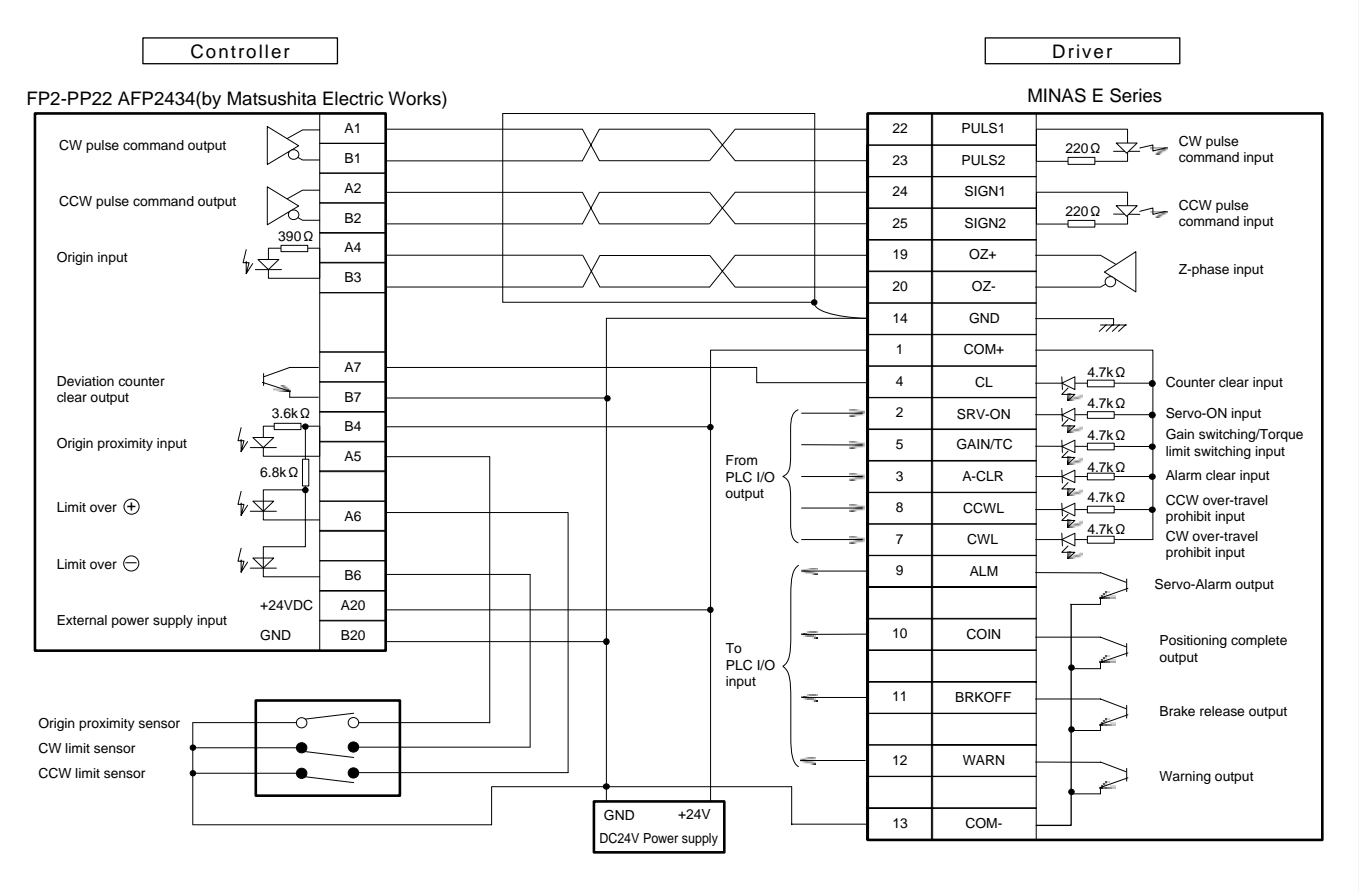 Controller
Driver
FP2-PP22 AFP2434(by Matsushita Electric Works)
MINAS E Series
CW pulse command output
A1
B1
CCW pulse command output
A2
B2
Origin input
390Ω
A4
B3
Deviation counter
clear output
A7
B7
Origin proximity input
3.6kΩ
B4
A5
6.8kΩ
Limit over ⊕
A6
Limit over ⊖
B6
External power supply input
+24VDC
A20
GND
B20
Origin proximity sensor
CW limit sensor
CCW limit sensor
GND +24V
DC24V Power supply
From
PLC I/O
output
To
PLC I/O
input
22 PULS1
220Ω
CW pulse
command input
23 PULS2
24 SIGN1
220Ω
CCW pulse
command input
25 SIGN2
19 OZ+
Z-phase input
20 OZ-
14 GND
1 COM+
4 CL
4.7kΩ
Counter clear input
2 SRV-ON
4.7kΩ
Servo-ON input
5 GAIN/TC
4.7kΩ
Gain switching/Torque
limit switching input
3 A-CLR
4.7kΩ
Alarm clear input
8 CCWL
4.7kΩ
CCW over-travel
prohibit input
7 CWL
4.7kΩ
CW over-travel
prohibit input
9 ALM
Servo-Alarm output
10 COIN
Positioning complete
output
11 BRKOFF
Brake release output
12 WARN
Warning output
13 COM-